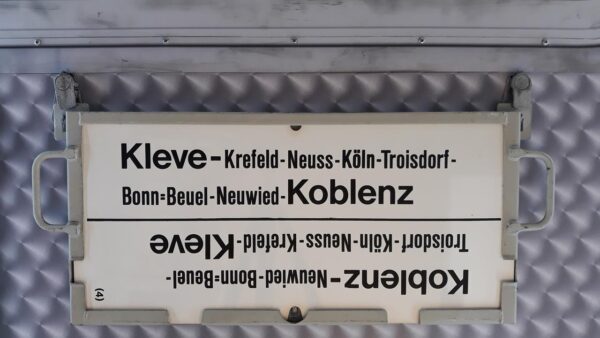 Kleve-Krefeld-Neuss-Köln-Troisdorf-
Bonn=Beuel-Neuwied-Koblenz
Koblenz-Neuwied-Bonn=Beuel-
Troisdorf-Köln-Neuss-Krefeld-Kleve
(4)